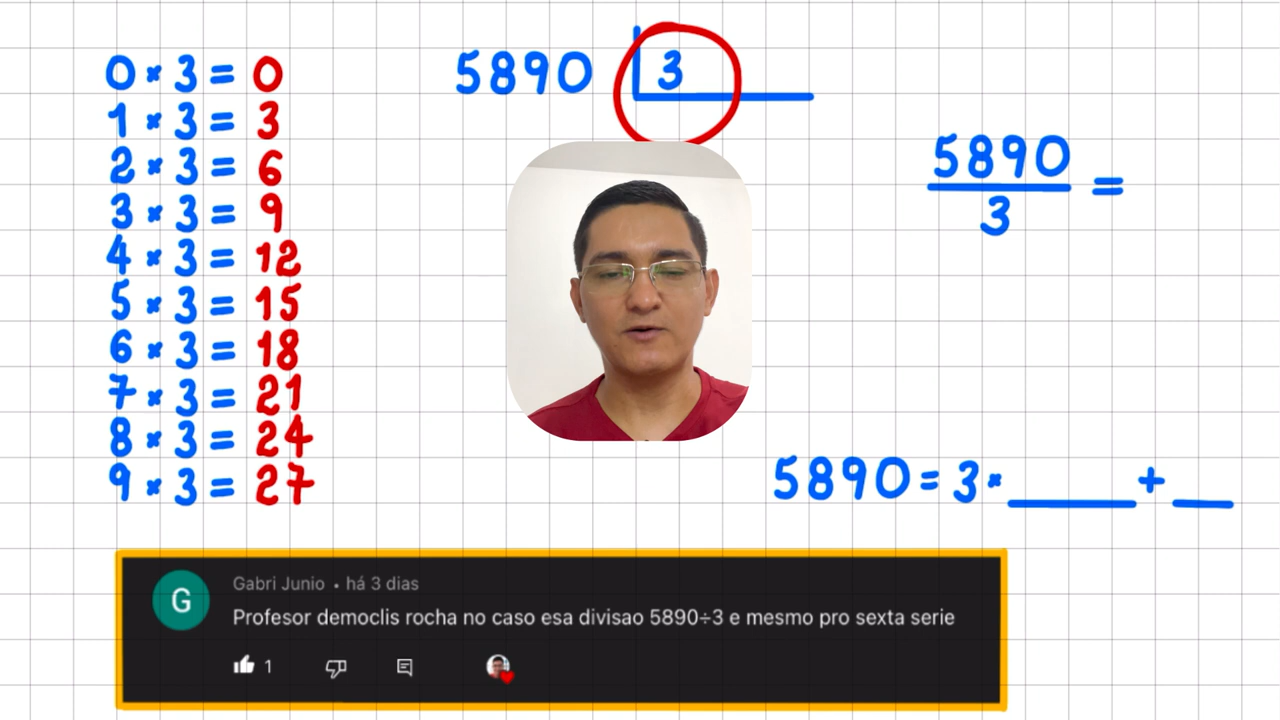 0 × 3 = 0
1 × 3 = 3
2 × 3 = 6
3 × 3 = 9
4 × 3 = 12
5 × 3 = 15
6 × 3 = 18
7 × 3 = 21
8 × 3 = 24
9 × 3 = 27
5890 3
5890
3
=
5890 = 3 × ____ + __
G
Gabri Junio • há 3 dias
Profesor democlis rocha no caso esa divisao 5890÷3 e mesmo pro sexta serie
1